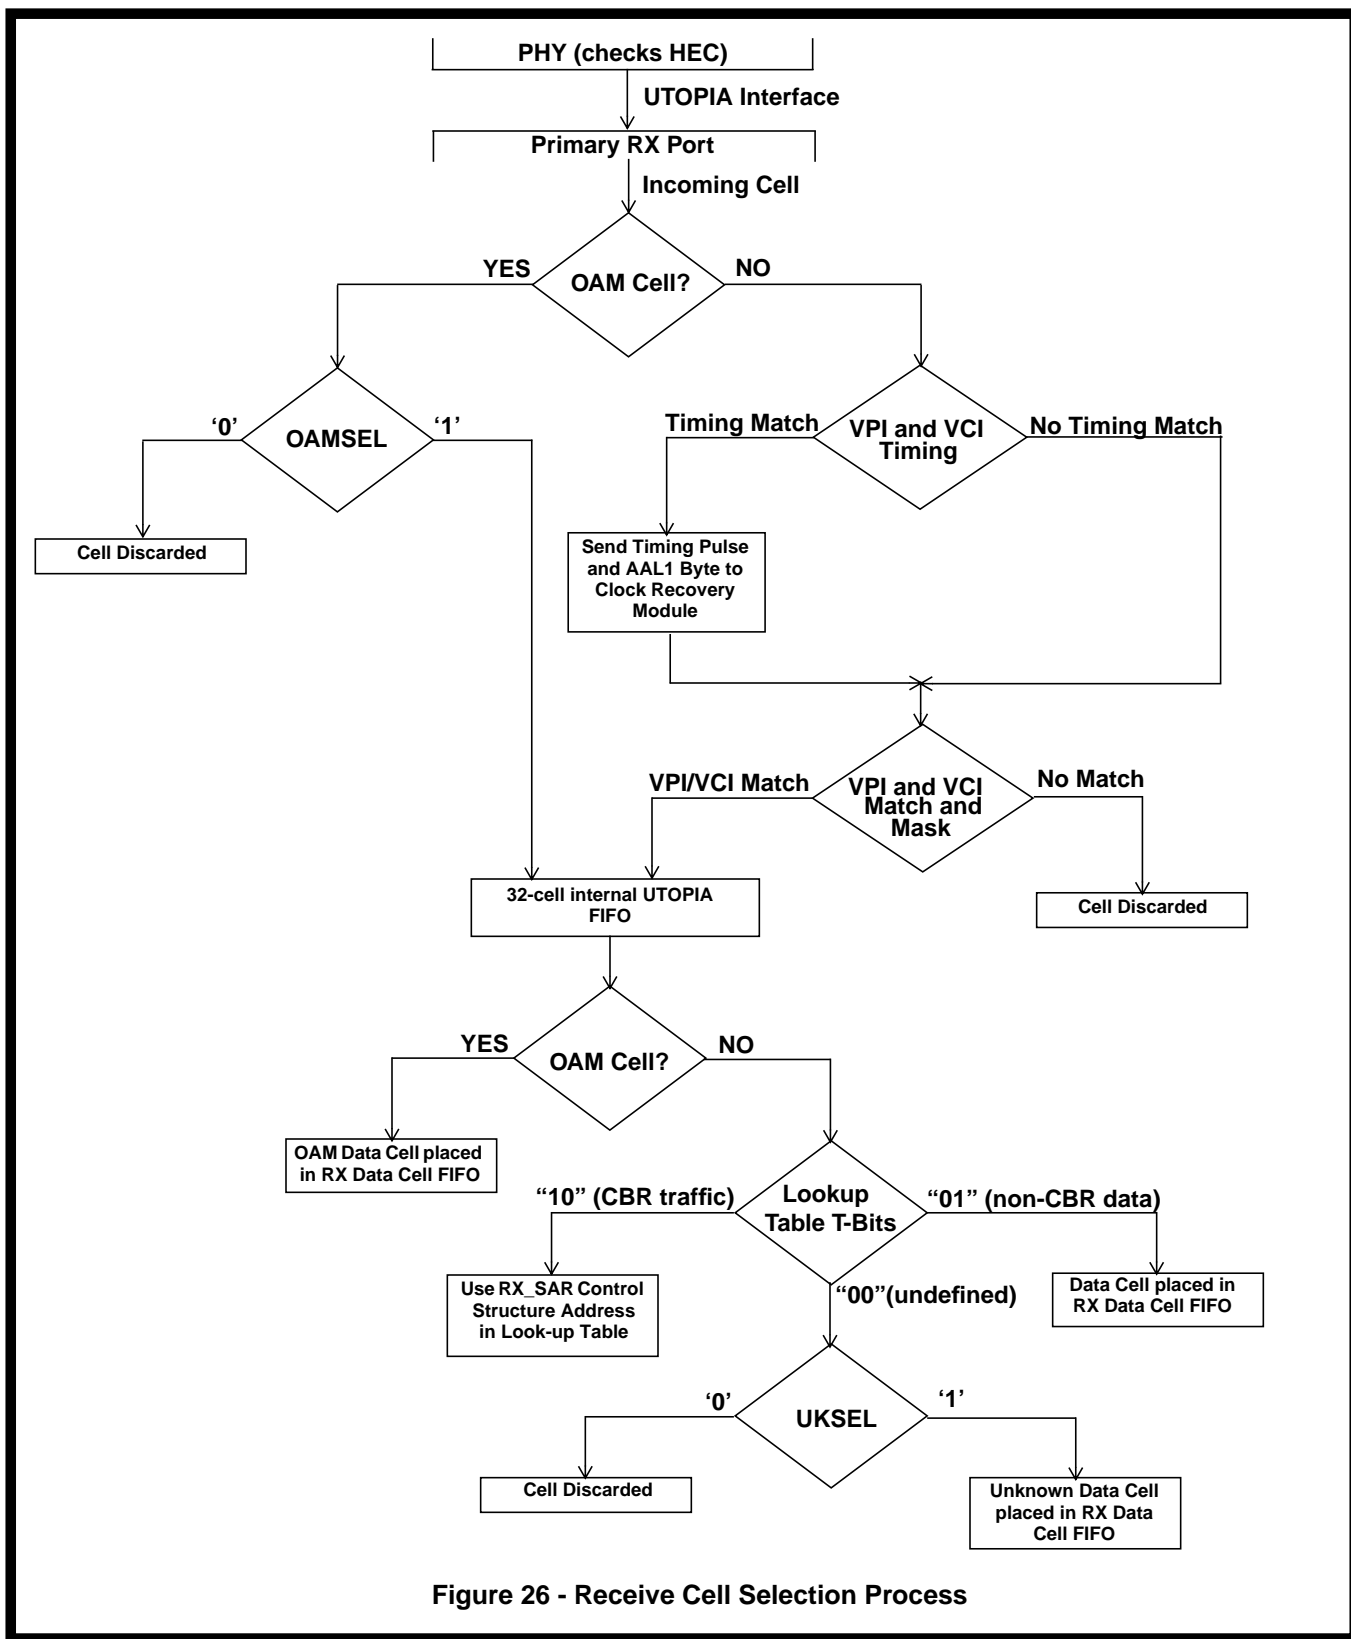 PHY (checks HEC)
UTOPIA Interface
Primary RX Port
Incoming Cell
YES
OAM Cell?
NO
‘0’
OAMSEL
‘1’
Timing Match
VPI and VCI
Timing
No Timing Match
Cell Discarded
Send Timing Pulse
and AAL1 Byte to
Clock Recovery
Module
VPI/VCI Match
VPI and VCI
Match and
Mask
No Match
32-cell internal UTOPIA
FIFO
Cell Discarded
YES
OAM Cell?
NO
OAM Data Cell placed
in RX Data Cell FIFO
“10” (CBR traffic)
Lookup
Table T-Bits
“01” (non-CBR data)
Use RX_SAR Control
Structure Address
in Look-up Table
“00”(undefined)
Data Cell placed in
RX Data Cell FIFO
‘0’
UKSEL
‘1’
Cell Discarded
Unknown Data Cell
placed in RX Data
Cell FIFO
Figure 26 - Receive Cell Selection Process